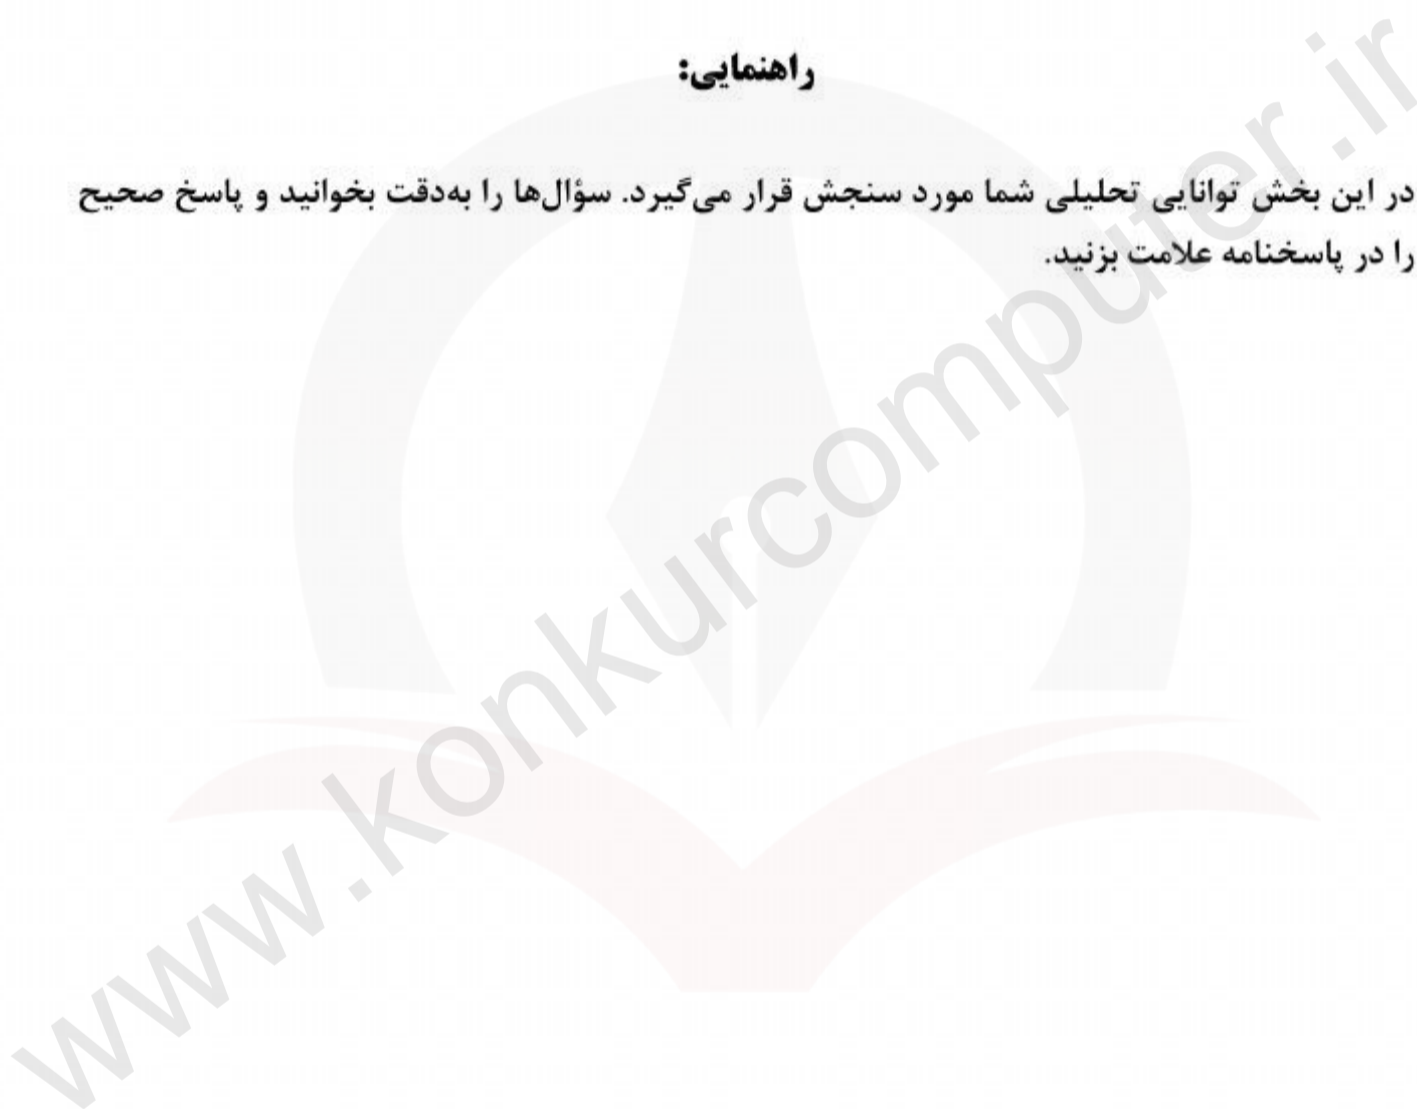 راهنمایی:
در این بخش توانایی تحلیلی شما مورد سنجش قرار می‌گیرد. سؤال‌ها را به‌دقت بخوانید و پاسخ صحیح
را در پاسخنامه علامت بزنید.
www.konkurcomputer.ir